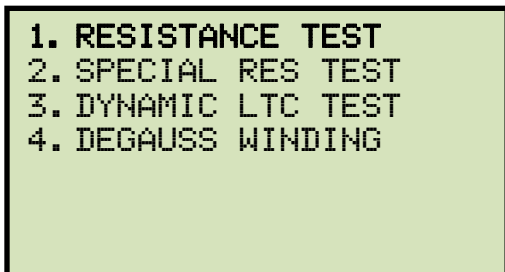 1. RESISTANCE TEST
2. SPECIAL RES TEST
3. DYNAMIC LTC TEST
4. DEGAUSS WINDING